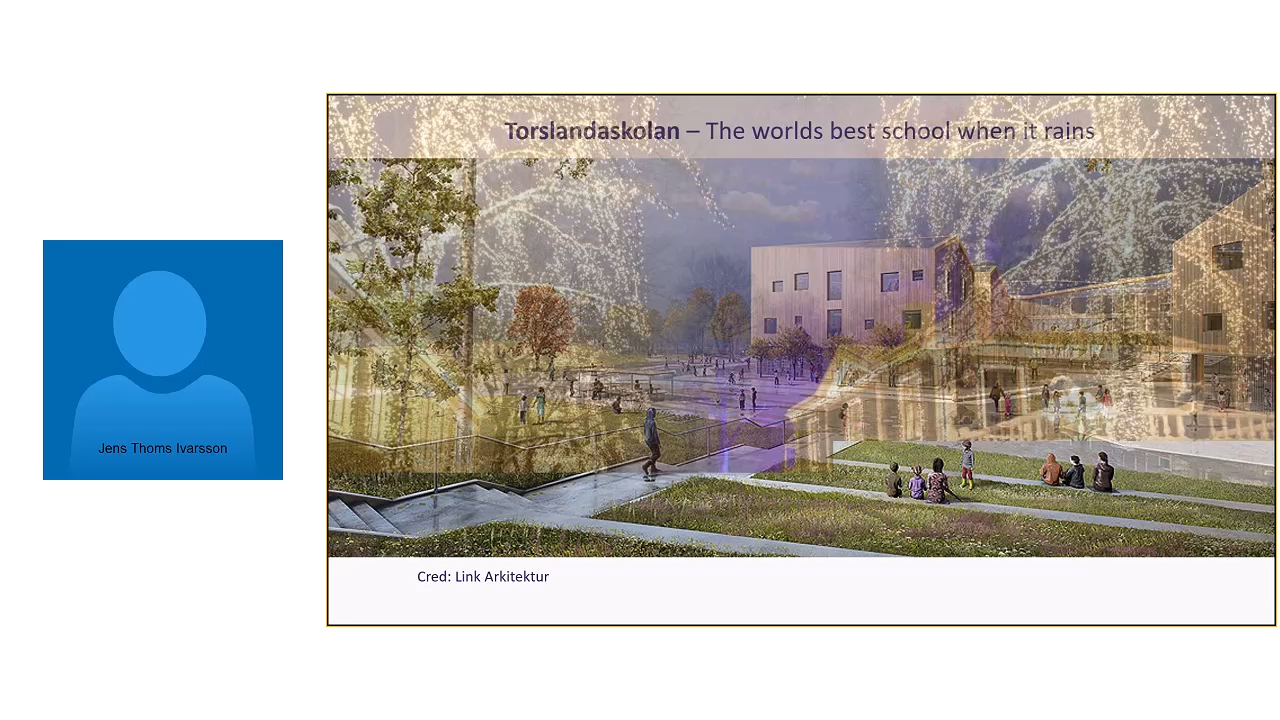 Torslandaskolan – The worlds best school when it rains
Jens Thoms Ivarsson
Cred: Link Arkitektur